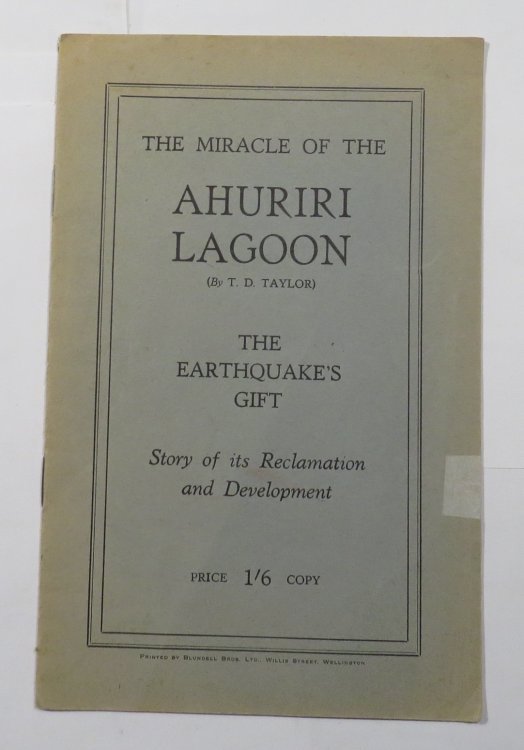 THE MIRACLE OF THE
AHURIRI
LAGOON
(By T. D. TAYLOR)
THE
EARTHQUAKE'S
GIFT
Story of its Reclamation
and Development
PRICE 1/6 COPY
PRINTED BY BLUNDELL BROS. LTD., WILLIS STREET, WELLINGTON